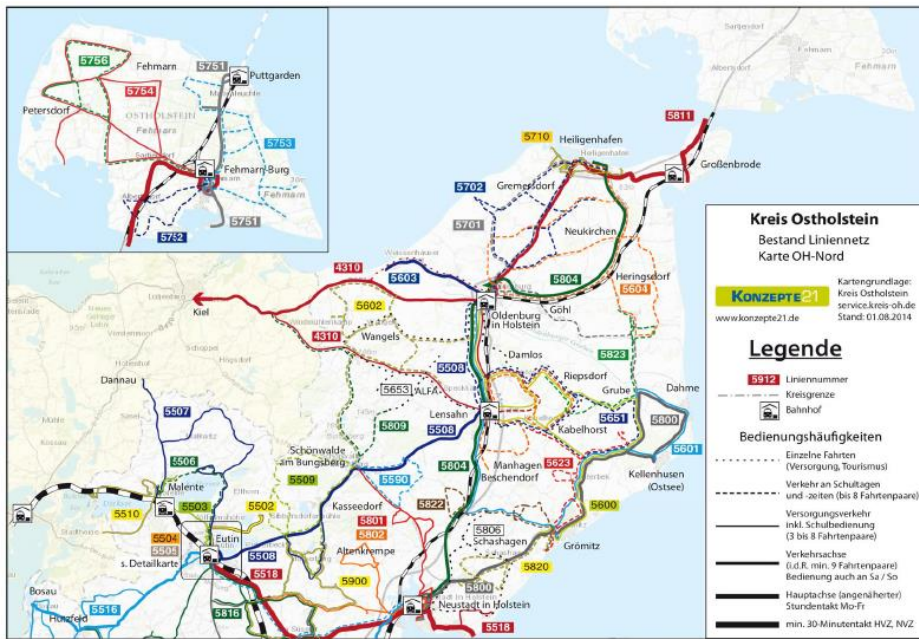 5756
Fehmarn
5751
Puttgarden
5754
Petersdorf
OSTHOLSTEIN
Fehmarn
5753
Fehmarn-Burg
Fehmarn
5751
5752
Fehmarn
Fehmarn
5811
5710
Heiligenhafen
Heiligenhafen
Großenbrode
5702
Gremersdorf
5701
Neukirchen
4310
5603
5804
Heringsdorf
5604
Kiel
5602
Oldenburg
in Holstein
Göhl
4310
Wangels
5823
Damlos
Dannau
5508
Riepsdorf
Grube
Dahme
5653
ALFA
5507
Lensahn
5651
5800
5809
5508
Kabelhorst
5601
Schönwalde
am Bungsberg
5506
5804
Manhagen
5623
Kellenhusen
(Ostsee)
Malente
5509
5590
Beschendorf
5503
5502
Kasseedorf
5822
5600
5510
5801
5806
5504
Eutin
5802
Schashagen
Grömitz
5505
s. Detailkarte
5508
Altenkrempe
5820
5518
5900
5800
Bosau
5516
5816
Neustadt in Holstein
Hutzfeld
5518
Kreis Ostholstein
Bestand Liniennetz
Karte OH-Nord
KONZEPTE21
www.konzepte21.de
Kartengrundlage:
Kreis Ostholstein
service.kreis-oh.de
Stand: 01.08.2014
Legende
5912 Liniennummer
Kreisgrenze
Bahnhof
Bedienungshäufigkeiten
Einzelne Fahrten
(Versorgung, Tourismus)
Verkehr an Schultagen
und -zeiten (bis 8 Fahrtenpaare)
Versorgungsverkehr
inkl. Schulbedienung
(3 bis 8 Fahrtenpaare)
Verkehrsachse
(i.d.R. min. 9 Fahrtenpaare)
Bedienung auch an Sa / So
Hauptachse (angenäherter)
Stundentakt Mo-Fr
min. 30-Minutentakt HVZ, NVZ